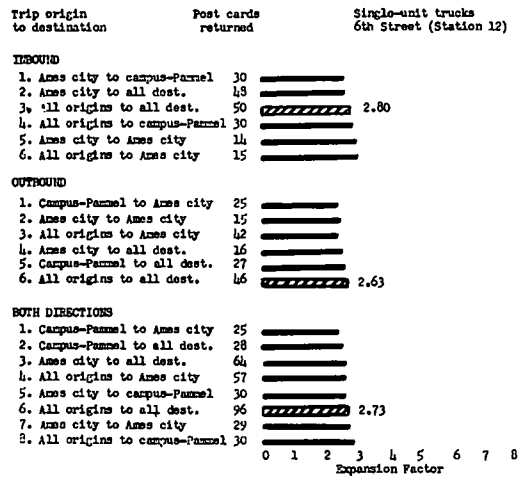 Trip origin Post cards Single-unit trucks
to destination returned 6th Street (Station 12)
INBOUND
1. Ames city to campus-Pammel 30
2. Ames city to all dest. 48
3. All origins to all dest. 50 2.80
4. All origins to campus-Pammel 30
5. Ames city to Ames city 14
6. All origins to Ames city 15
OUTBOUND
1. Campus-Pammel to Ames city 25
2. Ames city to Ames city 15
3. All origins to Ames city 42
4. Ames city to all dest. 16
5. Campus-Pammel to all dest. 27
6. All origins to all dest. 46 2.63
BOTH DIRECTIONS
1. Campus-Pammel to Ames city 25
2. Campus-Pammel to all dest. 28
3. Ames city to all dest. 64
4. All origins to Ames city 57
5. Ames city to campus-Pammel 30
6. All origins to all dest. 96 2.73
7. Ames city to Ames city 29
8. All origins to campus-Pammel 30
0 1 2 3 4 5 6 7 8
Expansion Factor